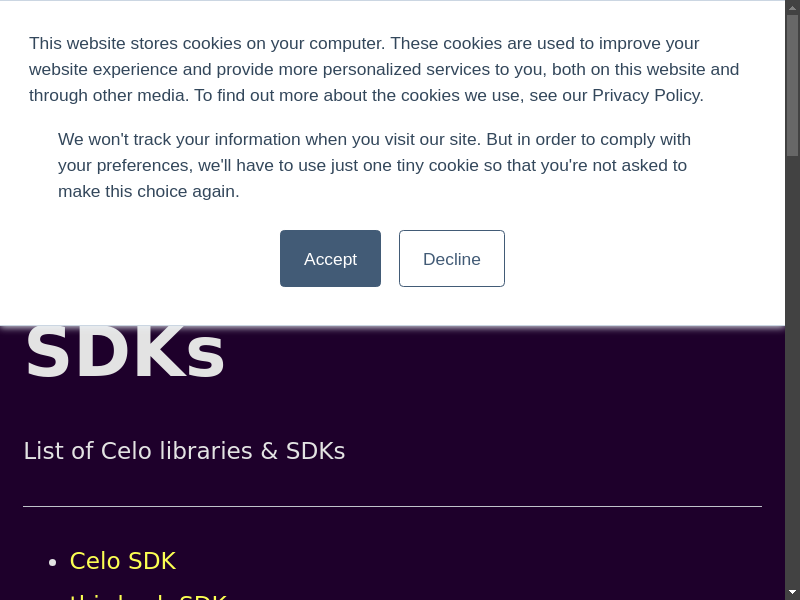 This website stores cookies on your computer. These cookies are used to improve your
website experience and provide more personalized services to you, both on this website and
through other media. To find out more about the cookies we use, see our Privacy Policy.
We won't track your information when you visit our site. But in order to comply with
your preferences, we'll have to use just one tiny cookie so that you're not asked to
make this choice again.
Accept
Decline
SDKs
List of Celo libraries & SDKs
Celo SDK